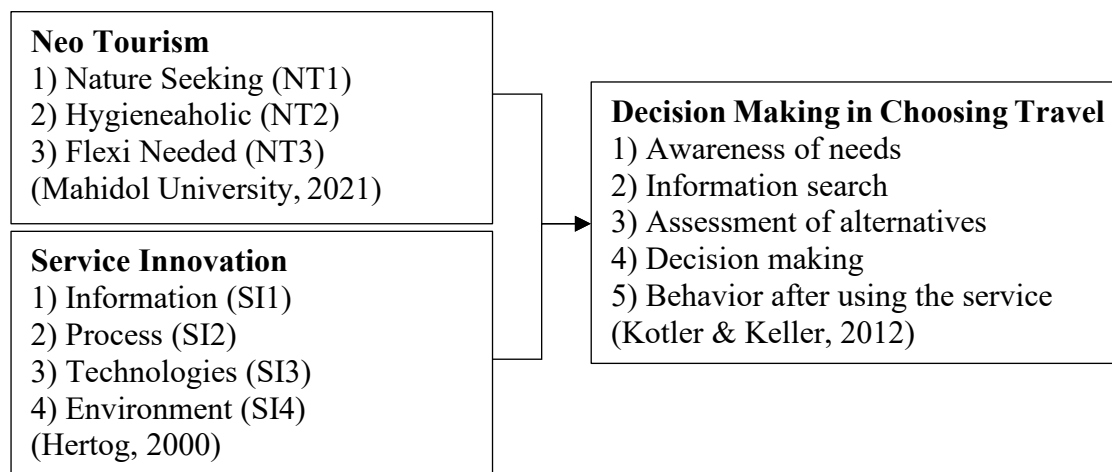 Neo Tourism
1) Nature Seeking (NT1)
2) Hygieneaholic (NT2)
3) Flexi Needed (NT3)
(Mahidol University, 2021)
Service Innovation
1) Information (SI1)
2) Process (SI2)
3) Technologies (SI3)
4) Environment (SI4)
(Hertog, 2000)
Decision Making in Choosing Travel
1) Awareness of needs
2) Information search
3) Assessment of alternatives
4) Decision making
5) Behavior after using the service
(Kotler & Keller, 2012)